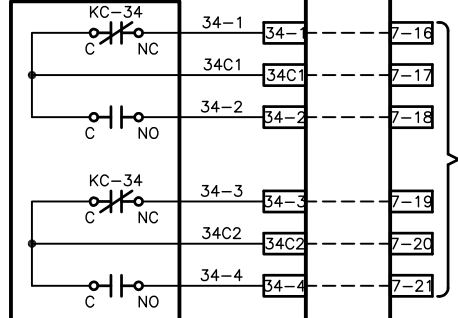 KC-34
C NC 34-1 34-1 7-16
34C1 34C1 7-17
C NO 34-2 34-2 7-18
KC-34
C NC 34-3 34-3 7-19
34C2 34C2 7-20
C NO 34-4 34-4 7-21